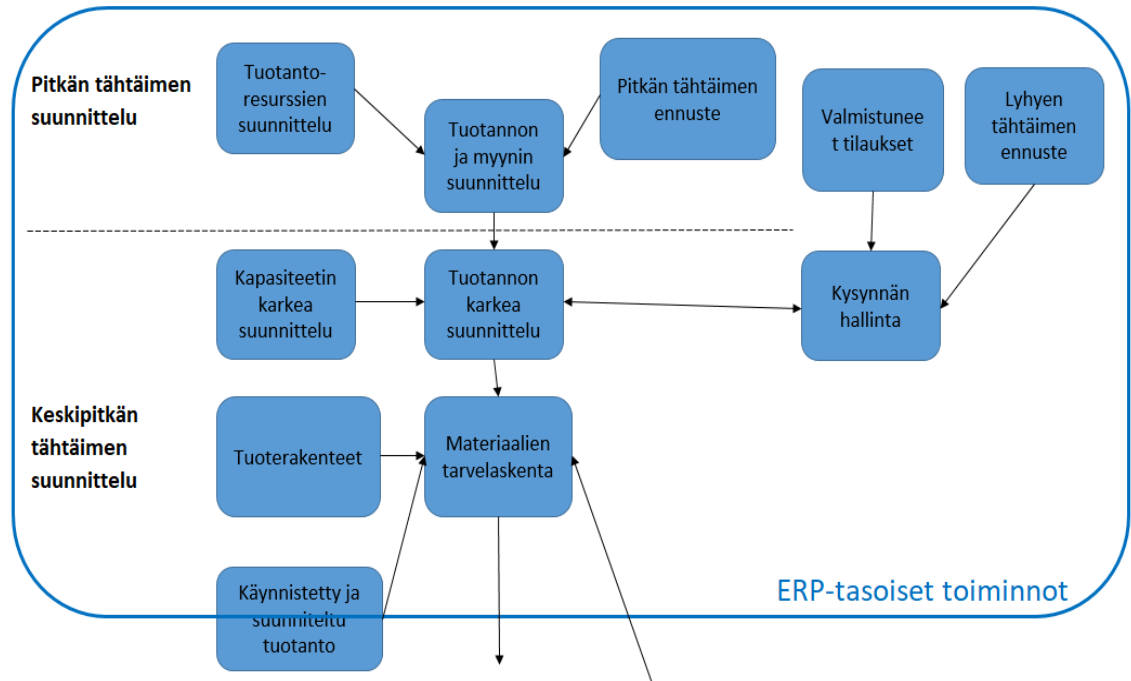 Pitkän tähtäimen
suunnittelu
Tuotanto-
resurssien
suunnittelu
Tuotannon
ja myynin
suunnittelu
Pitkän tähtäimen
ennuste
Valmistunee
t tilaukset
Lyhyen
tähtäimen
ennuste
Kapasiteetin
karkea
suunnittelu
Tuotannon
karkea
suunnittelu
Kysynnän
hallinta
Keskipitkän
tähtäimen
suunnittelu
Tuoterakenteet
Materiaalien
tarvelaskenta
Käynnistetty ja
suunniteltu
tuotanto
ERP-tasoiset toiminnot